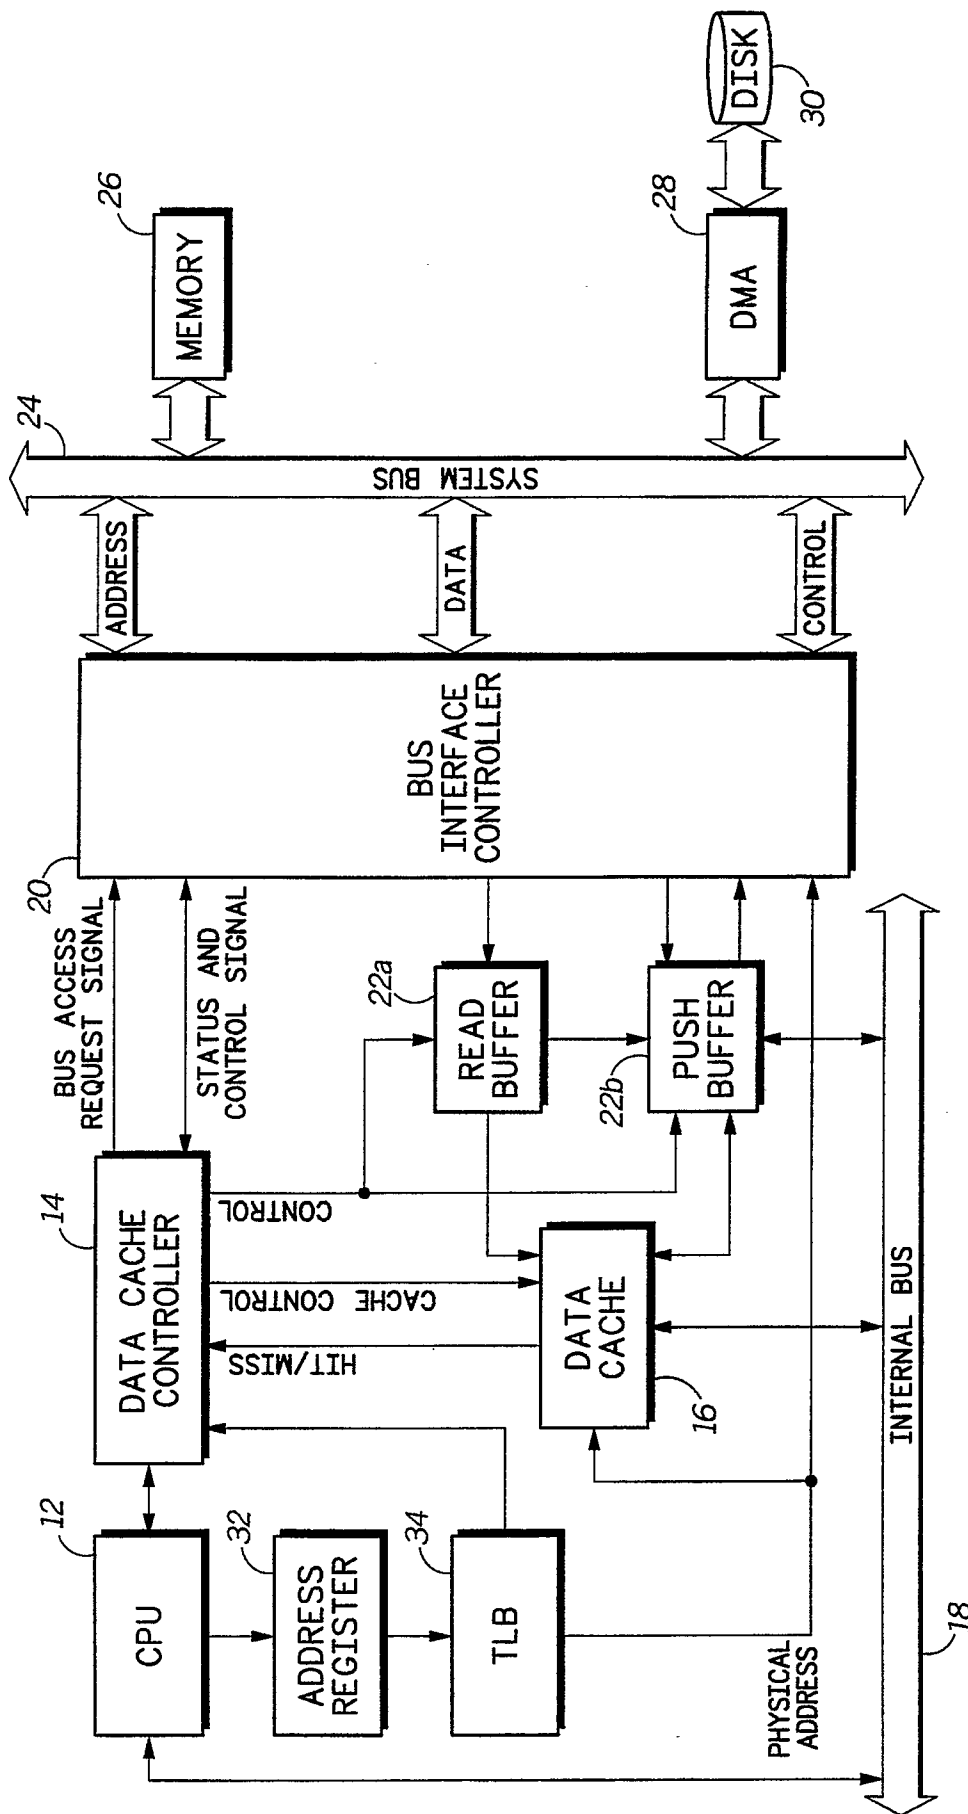 CPU
12
DATA CACHE
CONTROLLER
14
BUS ACCESS
REQUEST SIGNAL
STATUS AND
CONTROL SIGNAL
20
BUS
INTERFACE
CONTROLLER
ADDRESS
DATA
CONTROL
24
SYSTEM BUS
MEMORY
26
DMA
28
DISK
30
ADDRESS
REGISTER
32
TLB
34
HIT/MISS
CACHE CONTROL
CONTROL
READ
BUFFER
22a
PUSH
BUFFER
22b
DATA
CACHE
16
PHYSICAL
ADDRESS
INTERNAL BUS
18